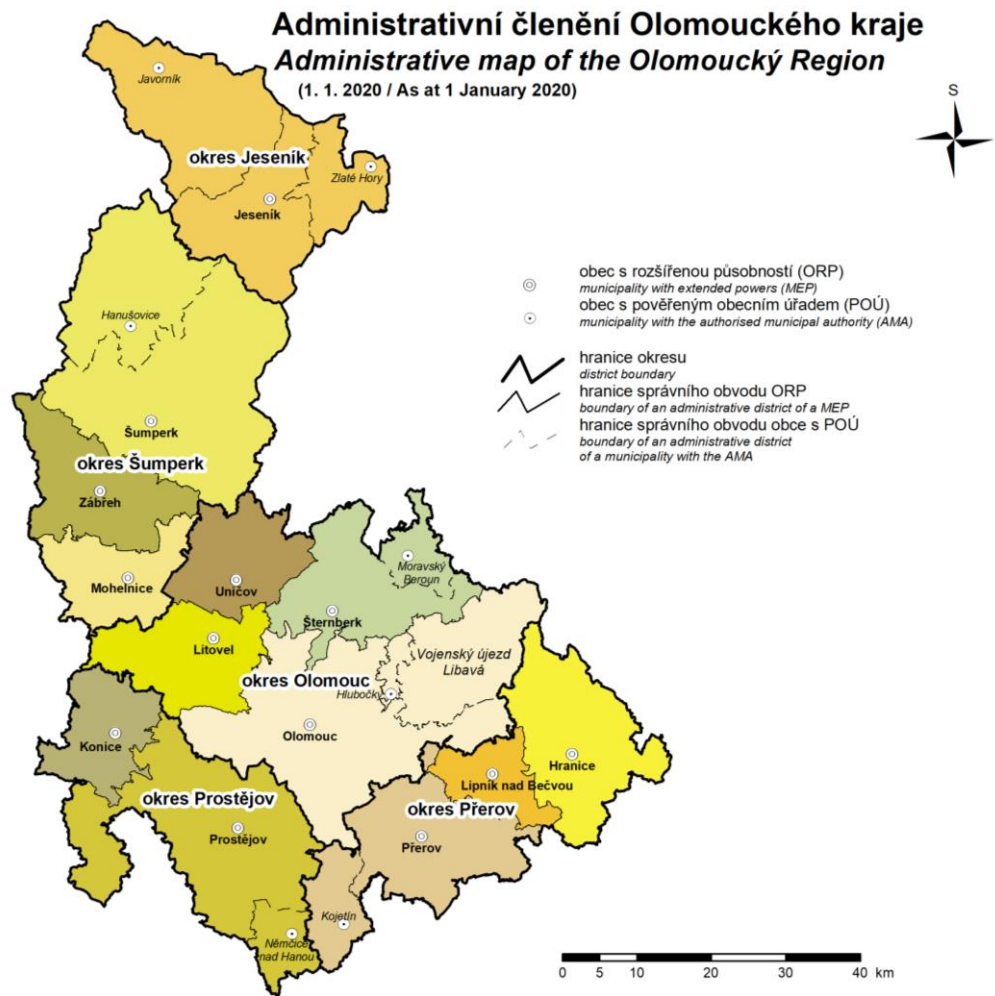 Administrativní členění Olomouckého kraje
Administrative map of the Olomoucký Region
(1. 1. 2020 / As at 1 January 2020)
S
Javorník
okres Jeseník
Zlaté Hory
Jeseník
obec s rozšířenou působností (ORP)
municipality with extended powers (MEP)
obec s pověřeným obecním úřadem (POÚ)
municipality with the authorised municipal authority (AMA)
hranice okresu
district boundary
hranice správního obvodu ORP
boundary of an administrative district of a MEP
hranice správního obvodu obce s POÚ
boundary of an administrative district
of a municipality with the AMA
Hanušovice
Šumperk
okres Šumperk
Zábřeh
Mohelnice
Uničov
Moravský
Beroun
Šternberk
Litovel
Vojenský újezd
Libavá
okres Olomouc
Hlubočky
Olomouc
Konice
Hranice
Lipník nad Bečvou
okres Prostějov
okres Přerov
Prostějov
Přerov
Kojetín
Němčice
nad Hanou
0 5 10 20 30 40 km